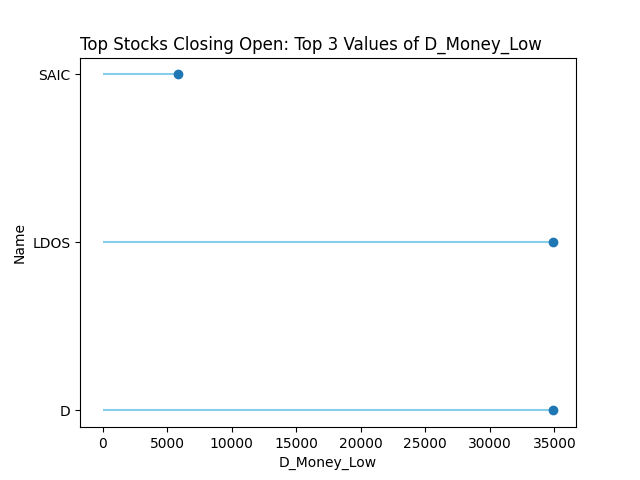 Top Stocks Closing Open: Top 3 Values of D_Money_Low
SAIC
LDOS
D
Name
0 5000 10000 15000 20000 25000 30000 35000
D_Money_Low